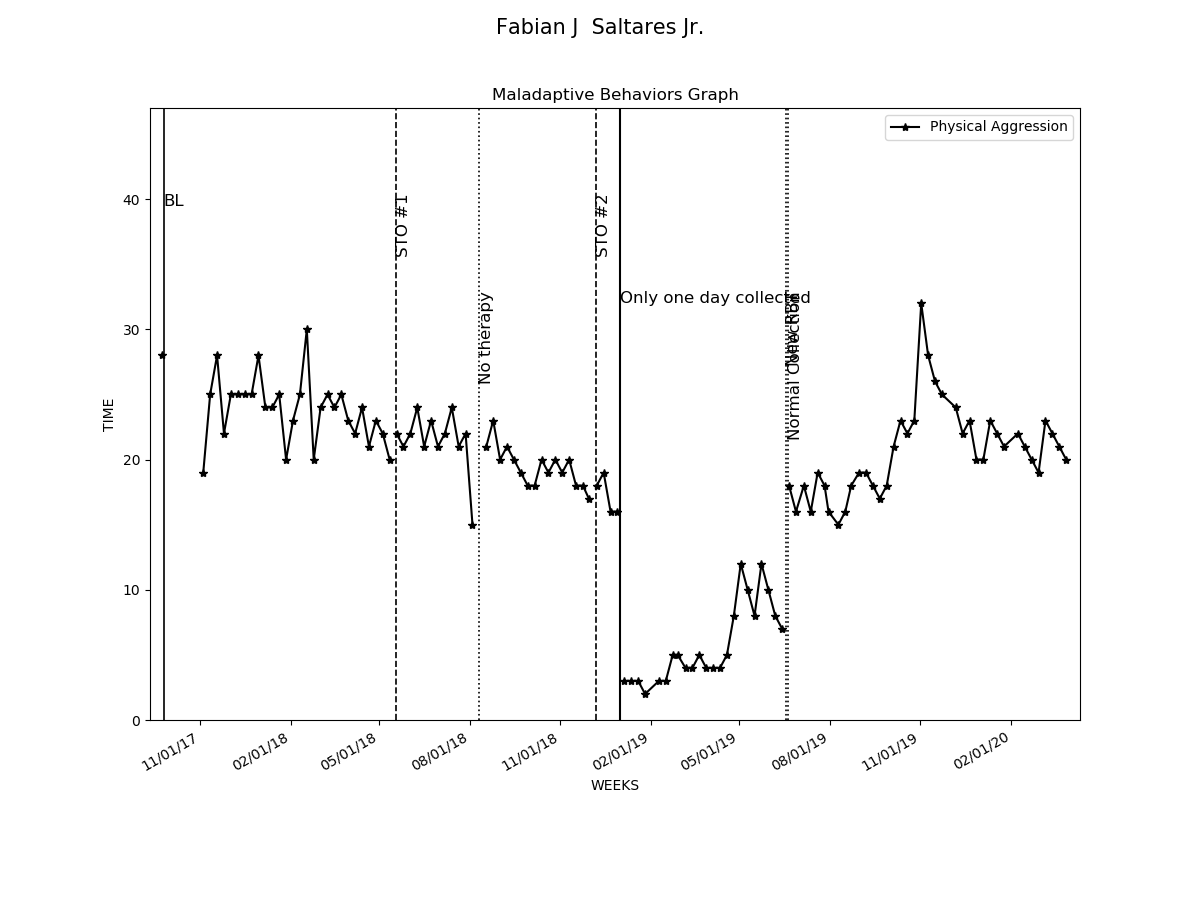 Fabian J  Saltares Jr.
Maladaptive Behaviors Graph
Physical Aggression
BL
STO #1
No therapy
STO #2
Only one day collected
Normal Collection
TIME
40
30
20
10
0
11/01/17
02/01/18
05/01/18
08/01/18
11/01/18
02/01/19
05/01/19
08/01/19
11/01/19
02/01/20
WEEKS